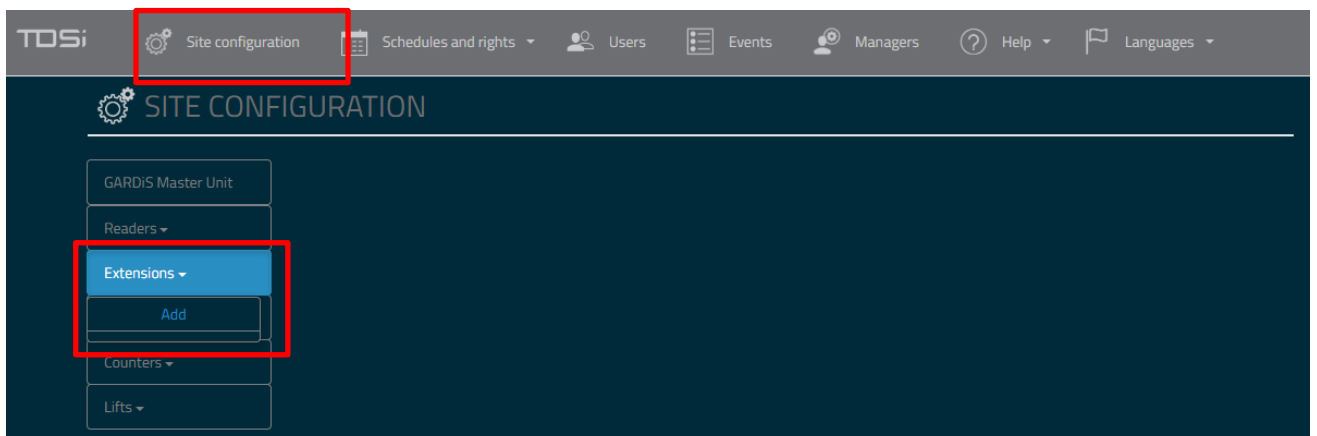 TDSi Site configuration Schedules and rights Users Events Managers Help Languages
SITE CONFIGURATION
GARDiS Master Unit
Readers
Extensions
Add
Counters
Lifts